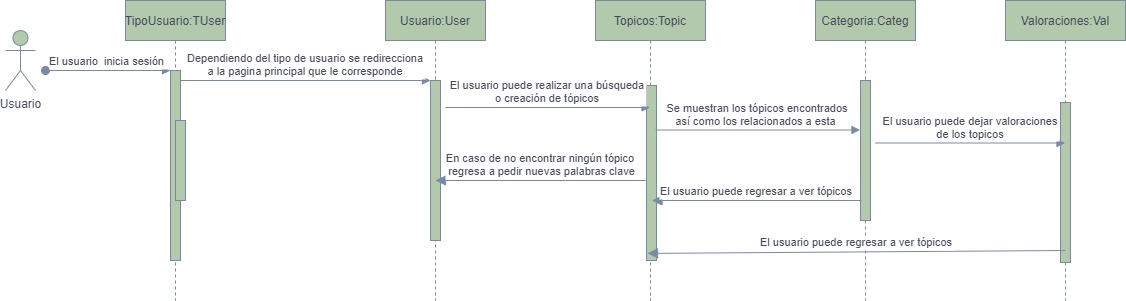 TipoUsuario:TUser
Usuario:User
Topicos:Topic
Categoria:Categ
Valoraciones:Val
Usuario
El usuario inicia sesión
Dependiendo del tipo de usuario se redirecciona
a la pagina principal que le corresponde
El usuario puede realizar una búsqueda
o creación de tópicos
Se muestran los tópicos encontrados
así como los relacionados a esta
El usuario puede dejar valoraciones
de los topicos
En caso de no encontrar ningún tópico
regresa a pedir nuevas palabras clave
El usuario puede regresar a ver tópicos
El usuario puede regresar a ver tópicos